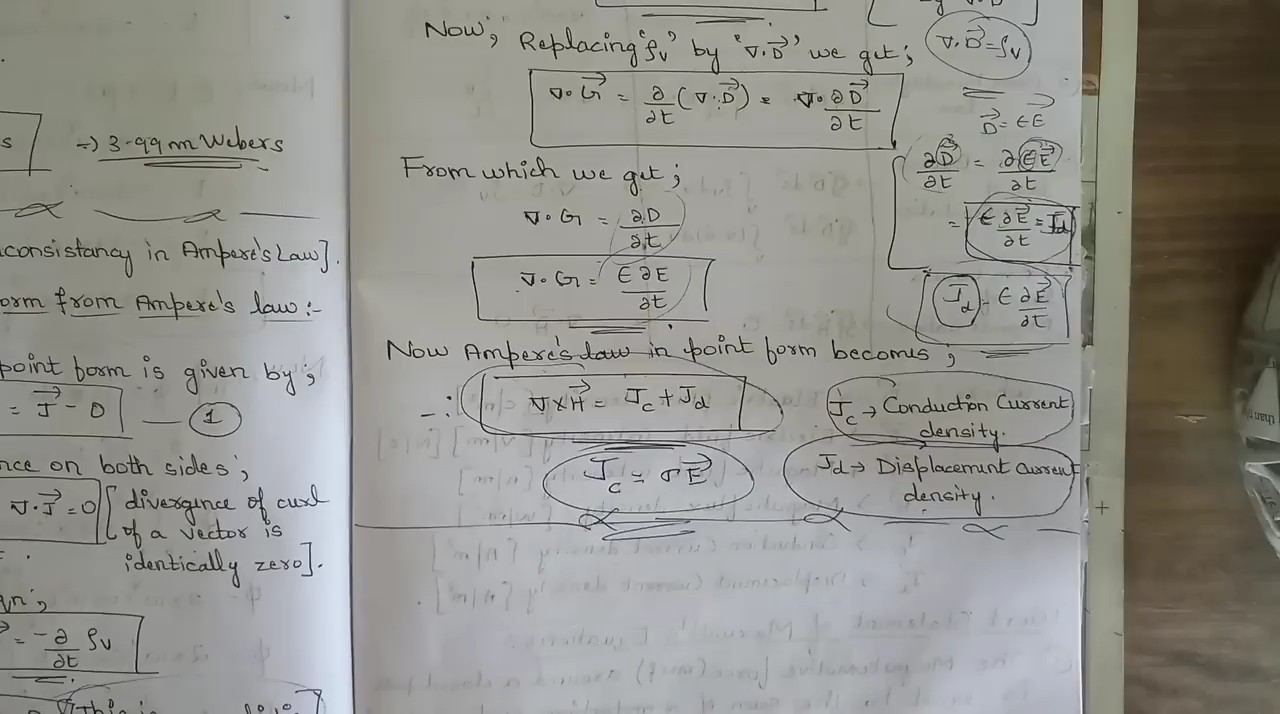 s
→) 3.99 m Webers
consistancy in Ampere's Law].
orm from Ampere's law :-
point form is given by;
= J⃗ - 0 — ①
nce on both sides;
∇·J⃗ = 0 [divergence of curl
of a vector is
identically zero].
= -∂/∂t ρv
Now, Replacing 'ρv' by '∇·D⃗' we get;
∇·D⃗ = ρv
∇·G⃗ = ∂/∂t (∇·D⃗) = ∇·∂D⃗/∂t
D⃗ = ϵE⃗
From which we get;
∂D⃗/∂t = ∂ϵE⃗/∂t
∇·G = ∂D/∂t
= ϵ∂E⃗/∂t = Jd
∇·G = ϵ∂E/∂t
Jd = ϵ∂E⃗/∂t
Now Ampere's law in point form becomes;
∴ ∇×H⃗ = Jc + Jd
Jc → Conduction Current
density.
Jc = σE⃗
Jd → Displacement Current
density.
than